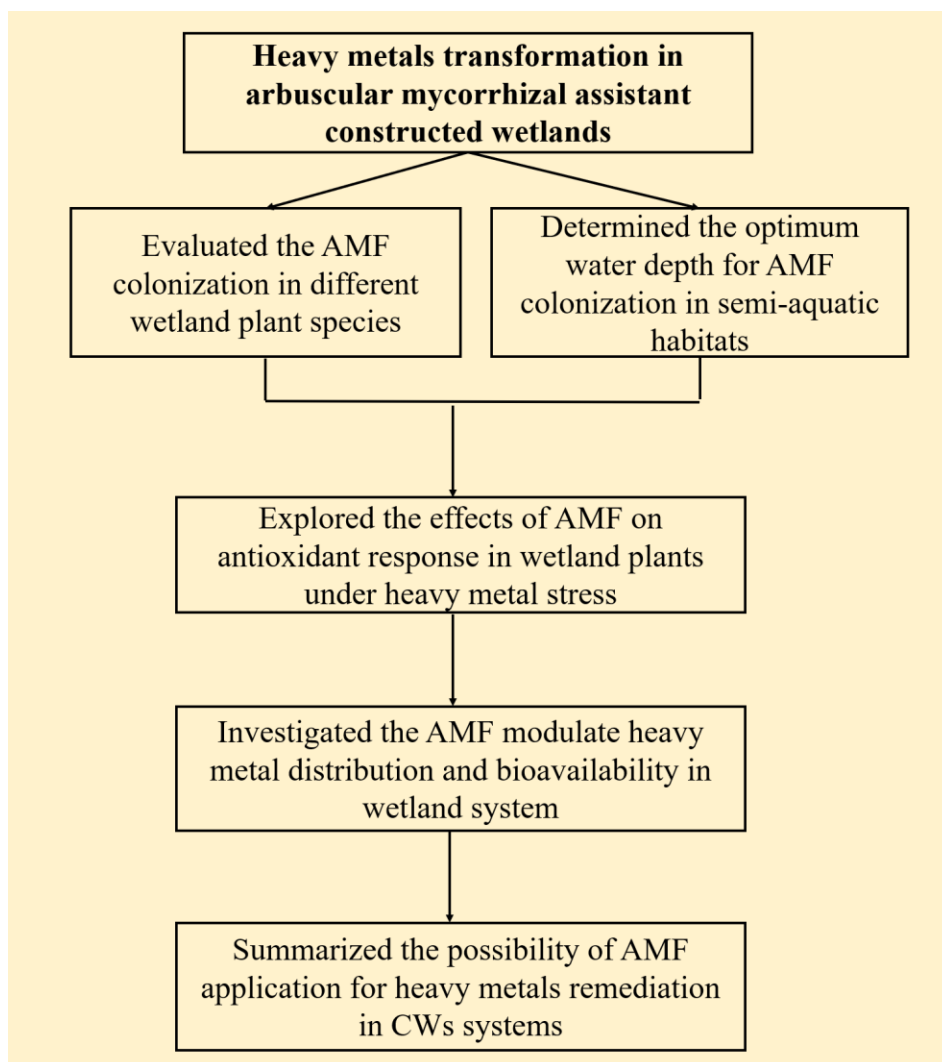 Heavy metals transformation in
arbuscular mycorrhizal assistant
constructed wetlands
Evaluated the AMF
colonization in different
wetland plant species
Determined the optimum
water depth for AMF
colonization in semi-aquatic
habitats
Explored the effects of AMF on
antioxidant response in wetland plants
under heavy metal stress
Investigated the AMF modulate heavy
metal distribution and bioavailability in
wetland system
Summarized the possibility of AMF
application for heavy metals remediation
in CWs systems